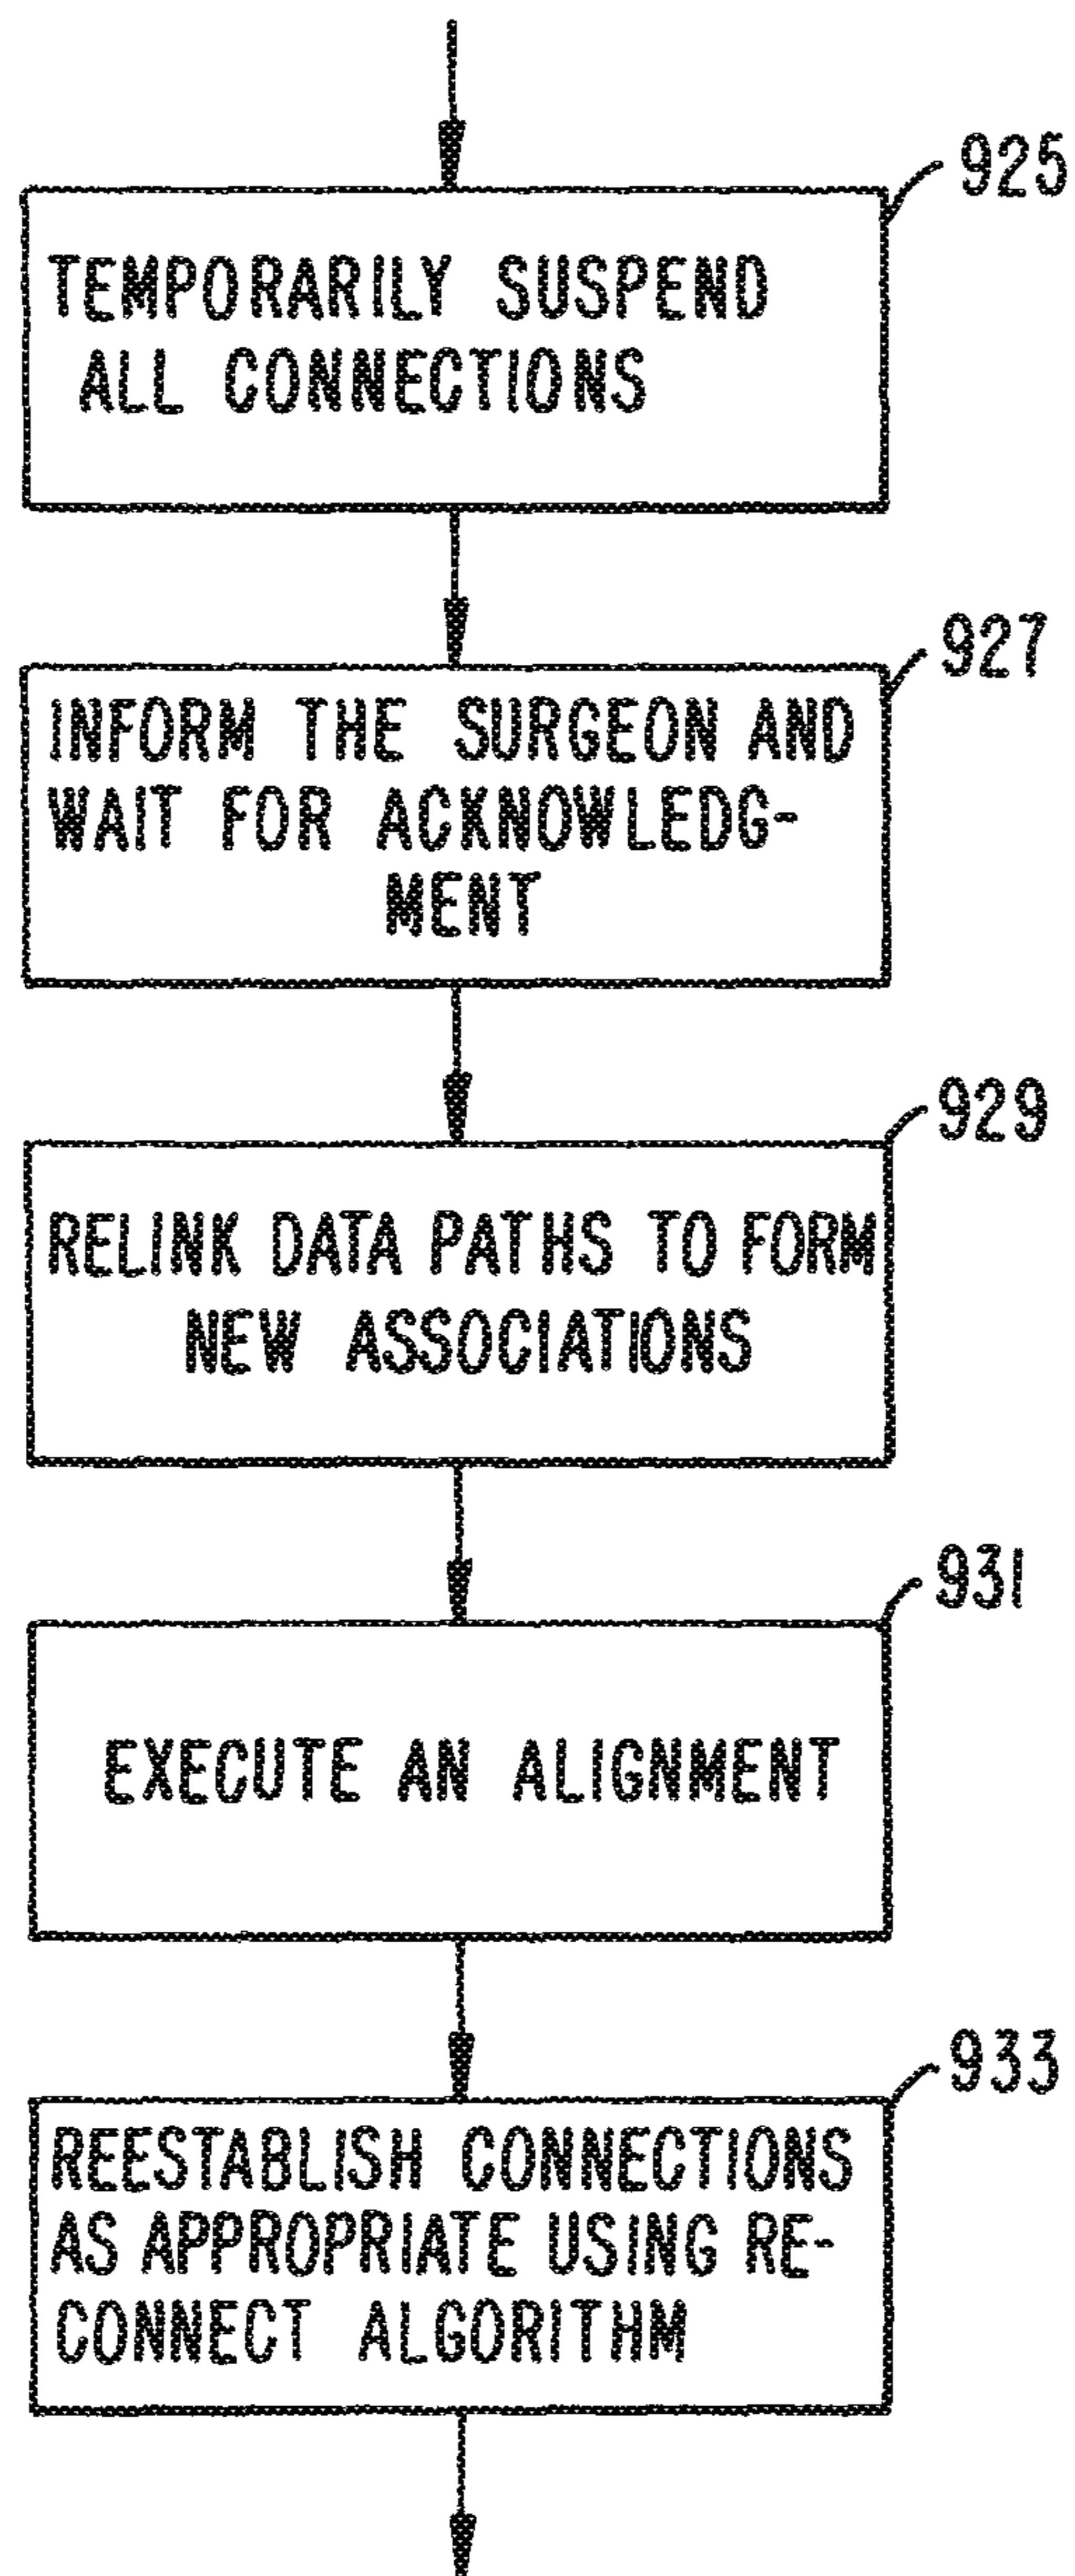 925
TEMPORARILY SUSPEND
ALL CONNECTIONS
927
INFORM THE SURGEON AND
WAIT FOR ACKNOWLEDG-
MENT
929
RELINK DATA PATHS TO FORM
NEW ASSOCIATIONS
931
EXECUTE AN ALIGNMENT
933
REESTABLISH CONNECTIONS
AS APPROPRIATE USING RE-
CONNECT ALGORITHM